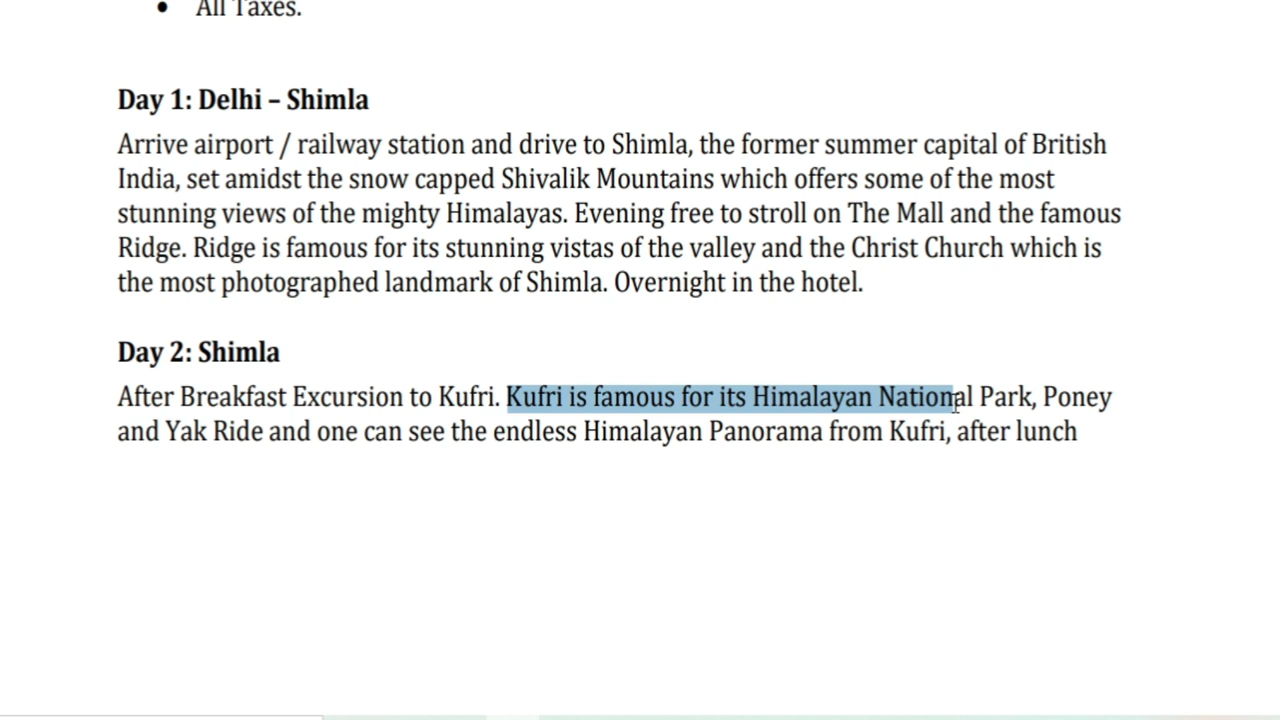 • All Taxes.
Day 1: Delhi – Shimla
Arrive airport / railway station and drive to Shimla, the former summer capital of British
India, set amidst the snow capped Shivalik Mountains which offers some of the most
stunning views of the mighty Himalayas. Evening free to stroll on The Mall and the famous
Ridge. Ridge is famous for its stunning vistas of the valley and the Christ Church which is
the most photographed landmark of Shimla. Overnight in the hotel.
Day 2: Shimla
After Breakfast Excursion to Kufri. Kufri is famous for its Himalayan National Park, Poney
and Yak Ride and one can see the endless Himalayan Panorama from Kufri, after lunch